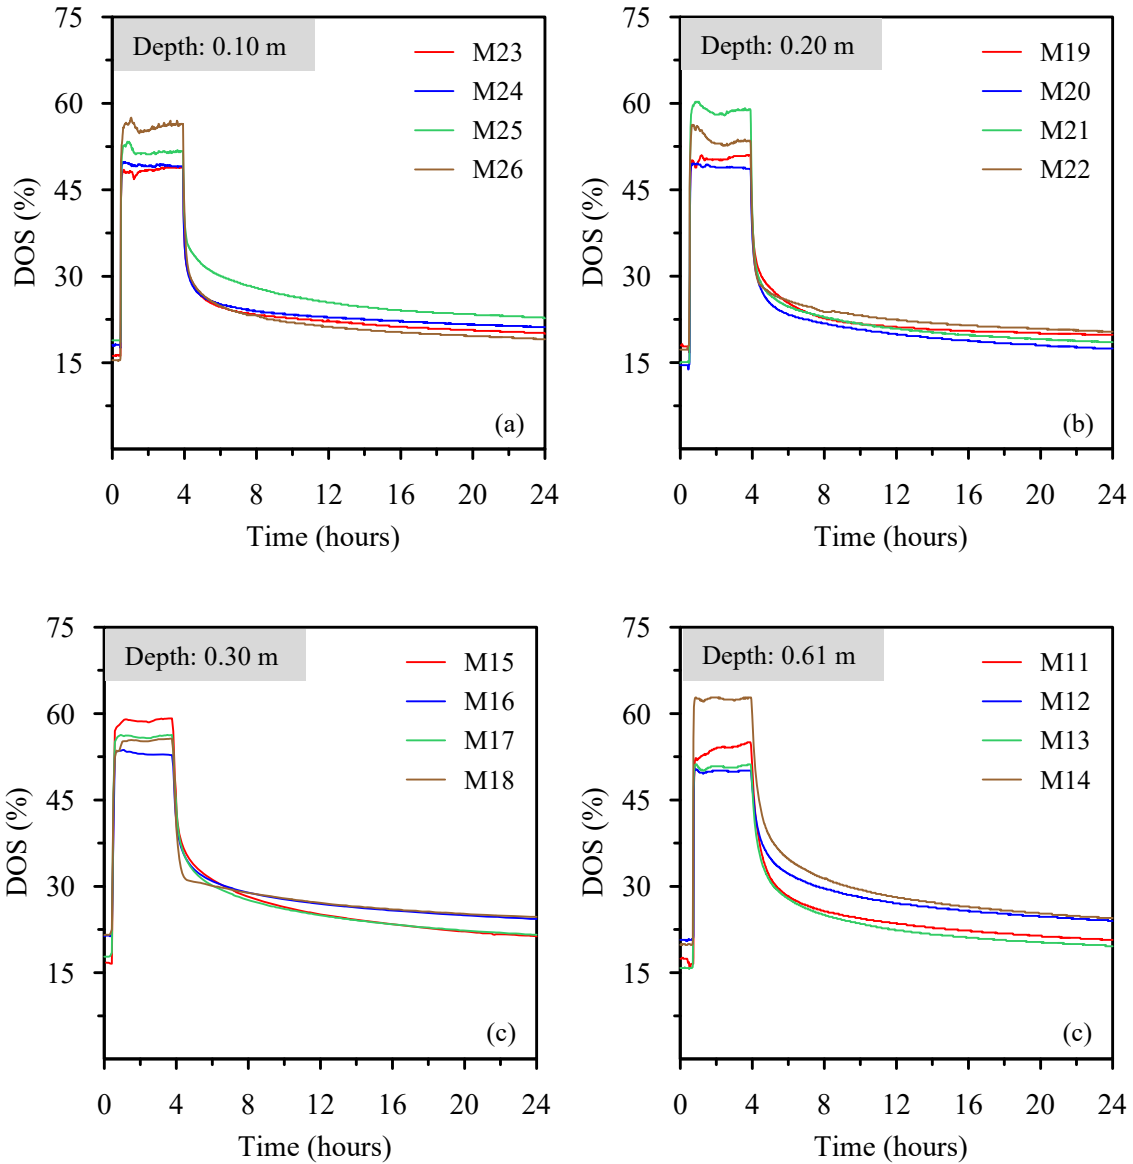 75
60
45
30
15
DOS (%)
Depth: 0.10 m
M23
M24
M25
M26
(a)
0 4 8 12 16 20 24
Time (hours)
75
60
45
30
15
DOS (%)
Depth: 0.20 m
M19
M20
M21
M22
(b)
0 4 8 12 16 20 24
Time (hours)
75
60
45
30
15
DOS (%)
Depth: 0.30 m
M15
M16
M17
M18
(c)
0 4 8 12 16 20 24
Time (hours)
75
60
45
30
15
DOS (%)
Depth: 0.61 m
M11
M12
M13
M14
(c)
0 4 8 12 16 20 24
Time (hours)